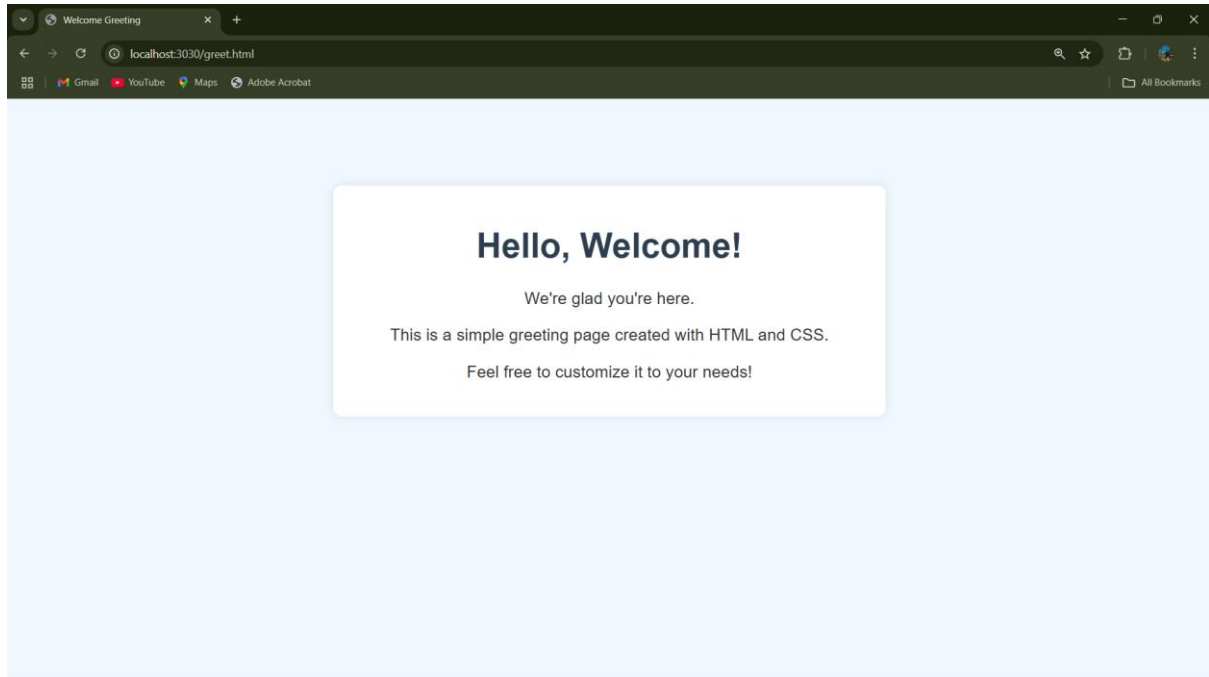 Welcome Greeting
localhost:3030/greet.html
Gmail YouTube Maps Adobe Acrobat All Bookmarks
Hello, Welcome!
We're glad you're here.
This is a simple greeting page created with HTML and CSS.
Feel free to customize it to your needs!